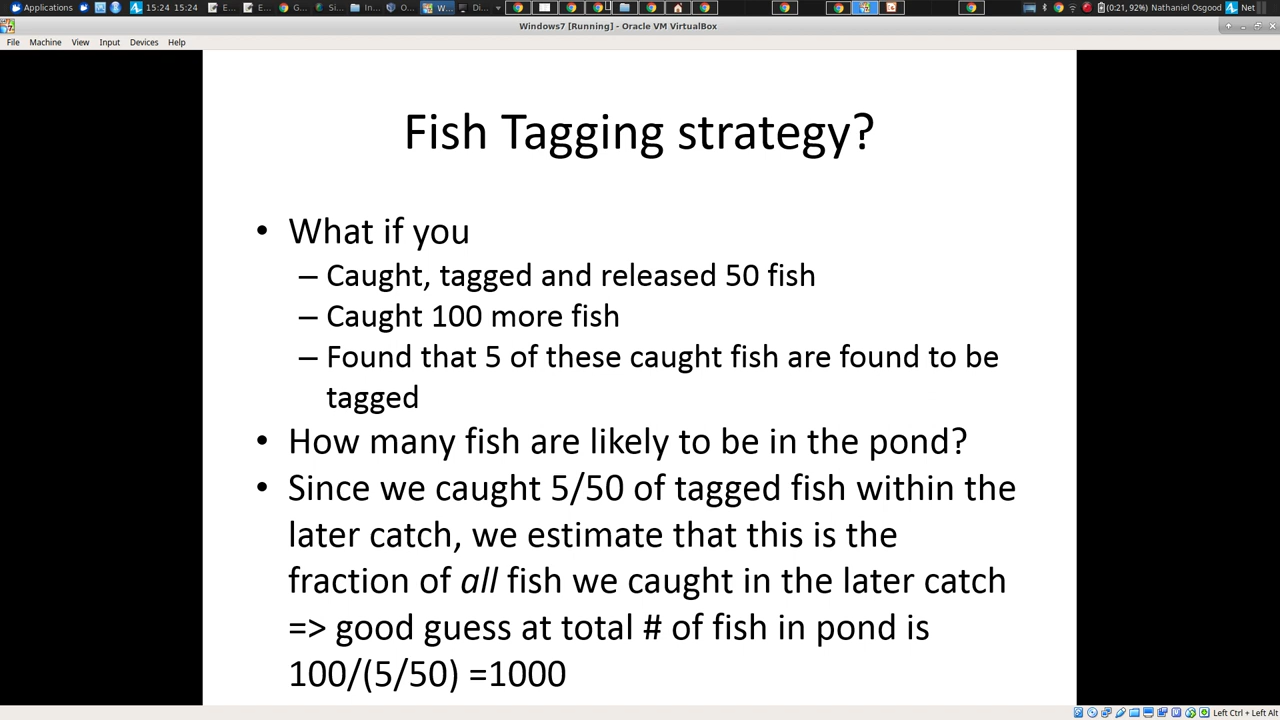 Applications 15:24 15:24 E... E... G... Si... In... O... W... Di... (0:21, 92%) Nathaniel Osgood Net
Windows7 [Running] - Oracle VM VirtualBox
File Machine View Input Devices Help
Fish Tagging strategy?
• What if you
– Caught, tagged and released 50 fish
– Caught 100 more fish
– Found that 5 of these caught fish are found to be
tagged
• How many fish are likely to be in the pond?
• Since we caught 5/50 of tagged fish within the
later catch, we estimate that this is the
fraction of all fish we caught in the later catch
=> good guess at total # of fish in pond is
100/(5/50) =1000
Left Ctrl + Left Alt